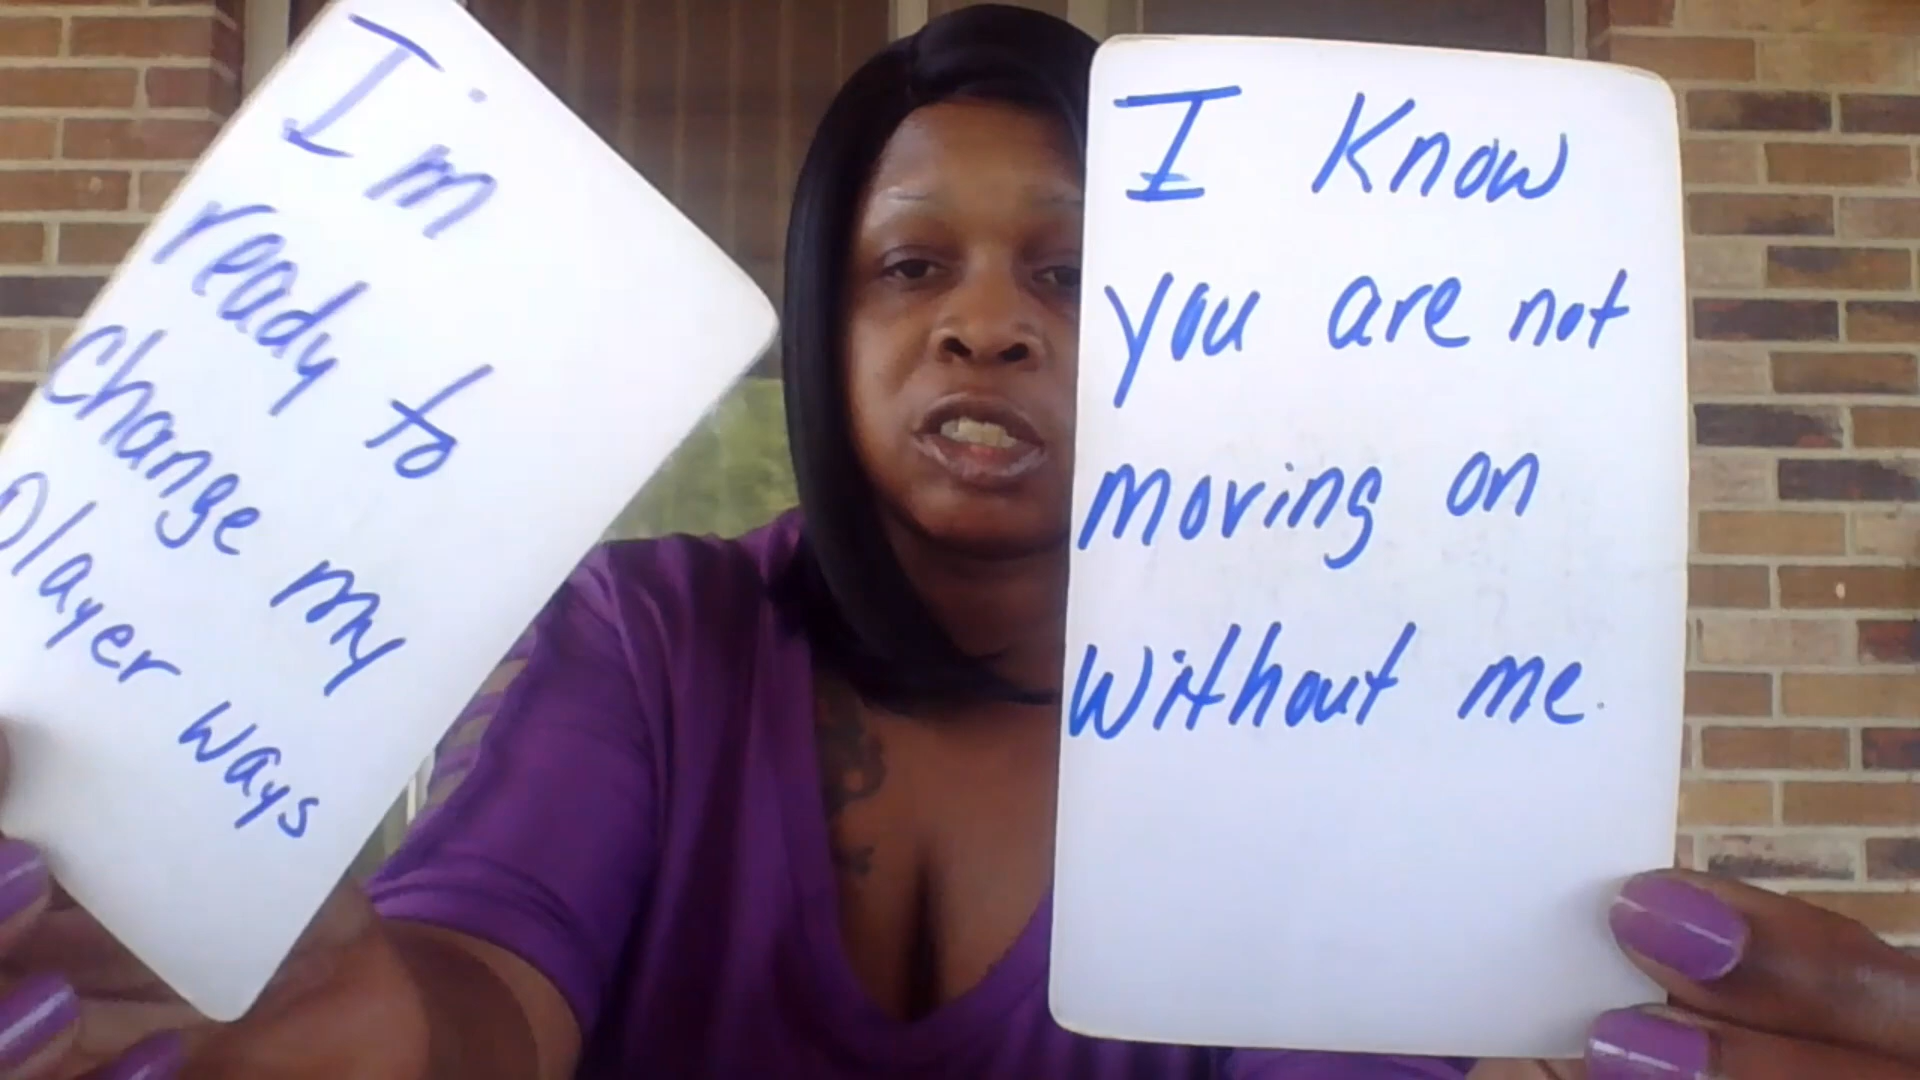 I'm
ready to
change my
player ways
I Know
you are not
moving on
without me.